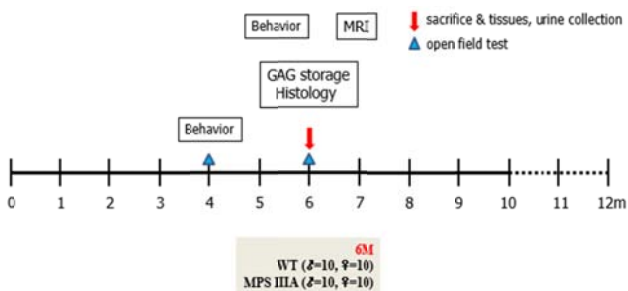 Behavior
MRI
sacrifice & tissues, urine collection
open field test
GAG storage
Histology
Behavior
0 1 2 3 4 5 6 7 8 9 10 11 12m
6M
WT (♂=10, ♀=10)
MPS IIIA (♂=10, ♀=10)